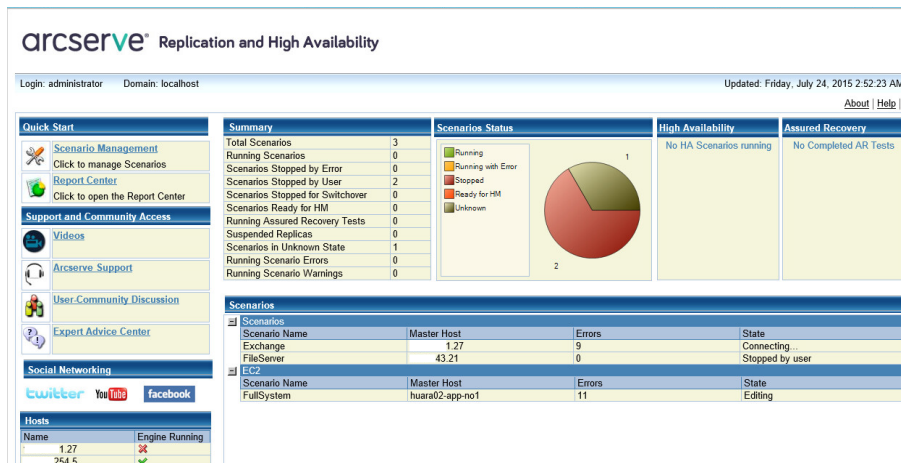 arcserve® Replication and High Availability
Login: administrator Domain: localhost
Updated: Friday, July 24, 2015 2:52:23 AM
About | Help |
Quick Start
Scenario Management
Click to manage Scenarios
Report Center
Click to open the Report Center
Support and Community Access
Videos
Arcserve Support
User-Community Discussion
Expert Advice Center
Social Networking
twitter YouTube facebook
Hosts
Name Engine Running
1.27
254.5
Summary
Total Scenarios 3
Running Scenarios 0
Scenarios Stopped by Error 0
Scenarios Stopped by User 2
Scenarios Stopped for Switchover 0
Scenarios Ready for HM 0
Running Assured Recovery Tests 0
Suspended Replicas 0
Scenarios in Unknown State 1
Running Scenario Errors 0
Running Scenario Warnings 0
Scenarios Status
Running
Running with Error
Stopped
Ready for HM
Unknown
1
2
High Availability
No HA Scenarios running
Assured Recovery
No Completed AR Tests
Scenarios
Scenarios
Scenario Name Master Host Errors State
Exchange 1.27 9 Connecting...
FileServer 43.21 0 Stopped by user
EC2
Scenario Name Master Host Errors State
FullSystem huara02-app-no1 11 Editing